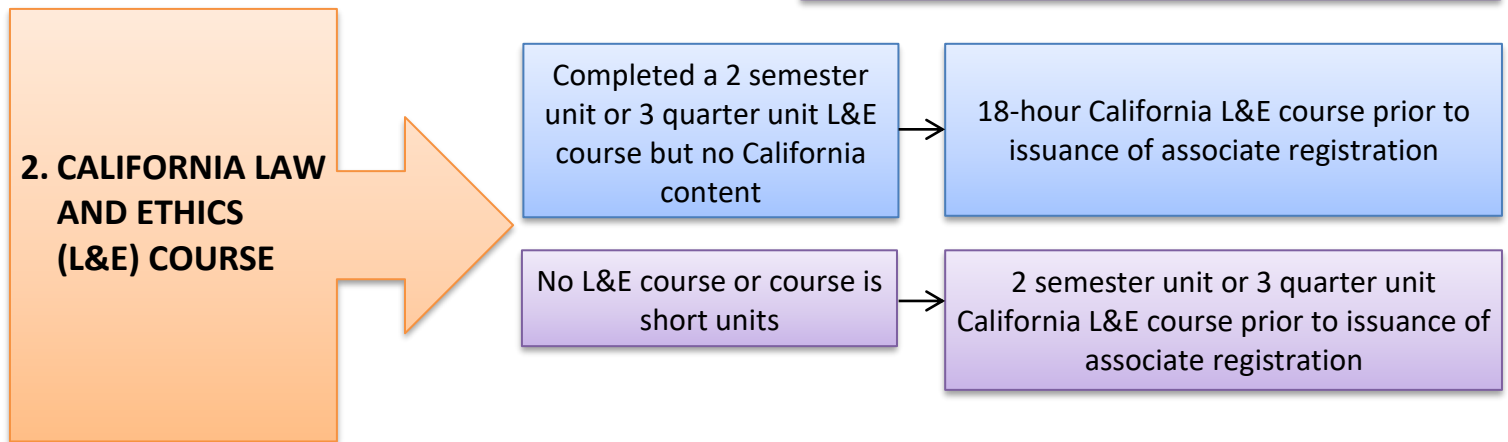 2. CALIFORNIA LAW
AND ETHICS
(L&E) COURSE
Completed a 2 semester
unit or 3 quarter unit L&E
course but no California
content
18-hour California L&E course prior to
issuance of associate registration
No L&E course or course is
short units
2 semester unit or 3 quarter unit
California L&E course prior to issuance of
associate registration